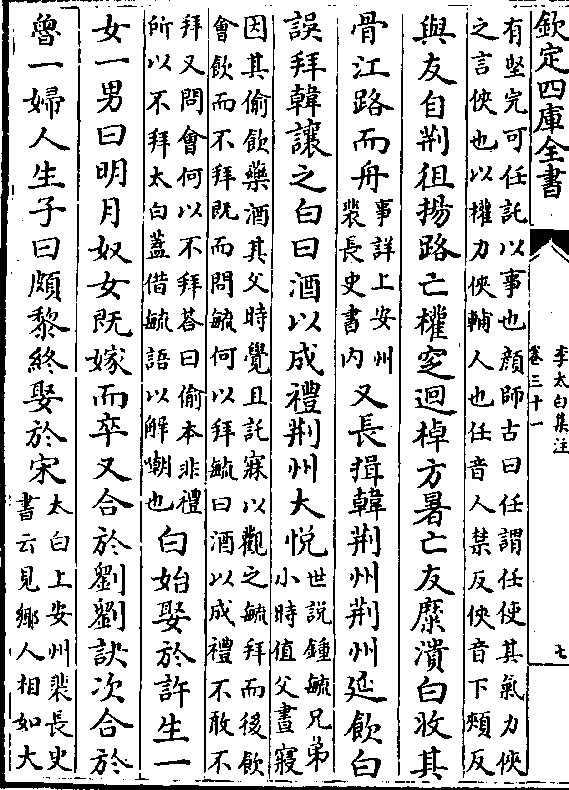 欽定四庫全書
李太白集注
卷三十一
七
有堅完可任託以事也顔師古曰任謂任使其氣力俠
之言俠也以權力俠輔人也任音人禁反俠音下頰反
與友自荆徂揚路亡權窆迴棹方暑亡友糜潰白收其
骨江路而舟事詳上安州
裴長史書内又長揖韓荆州荆州延飲白
誤拜韓讓之白曰酒以成禮荆州大悅世說鍾毓兄弟
小時值父晝寢
因其偷飲藥酒其父時覺且託寐以觀之毓拜而後飲
會飲而不拜既而問毓何以拜毓曰酒以成禮不敢不
拜又問會何以不拜荅曰偷本非禮
所以不拜太白蓋借毓語以解嘲也白始娶於許生一
女一男曰明月奴女既嫁而卒又合於劉劉訣次合於
魯一婦人生子曰頗黎終娶於宋太白上安州裴長史
書云見鄉人相如大